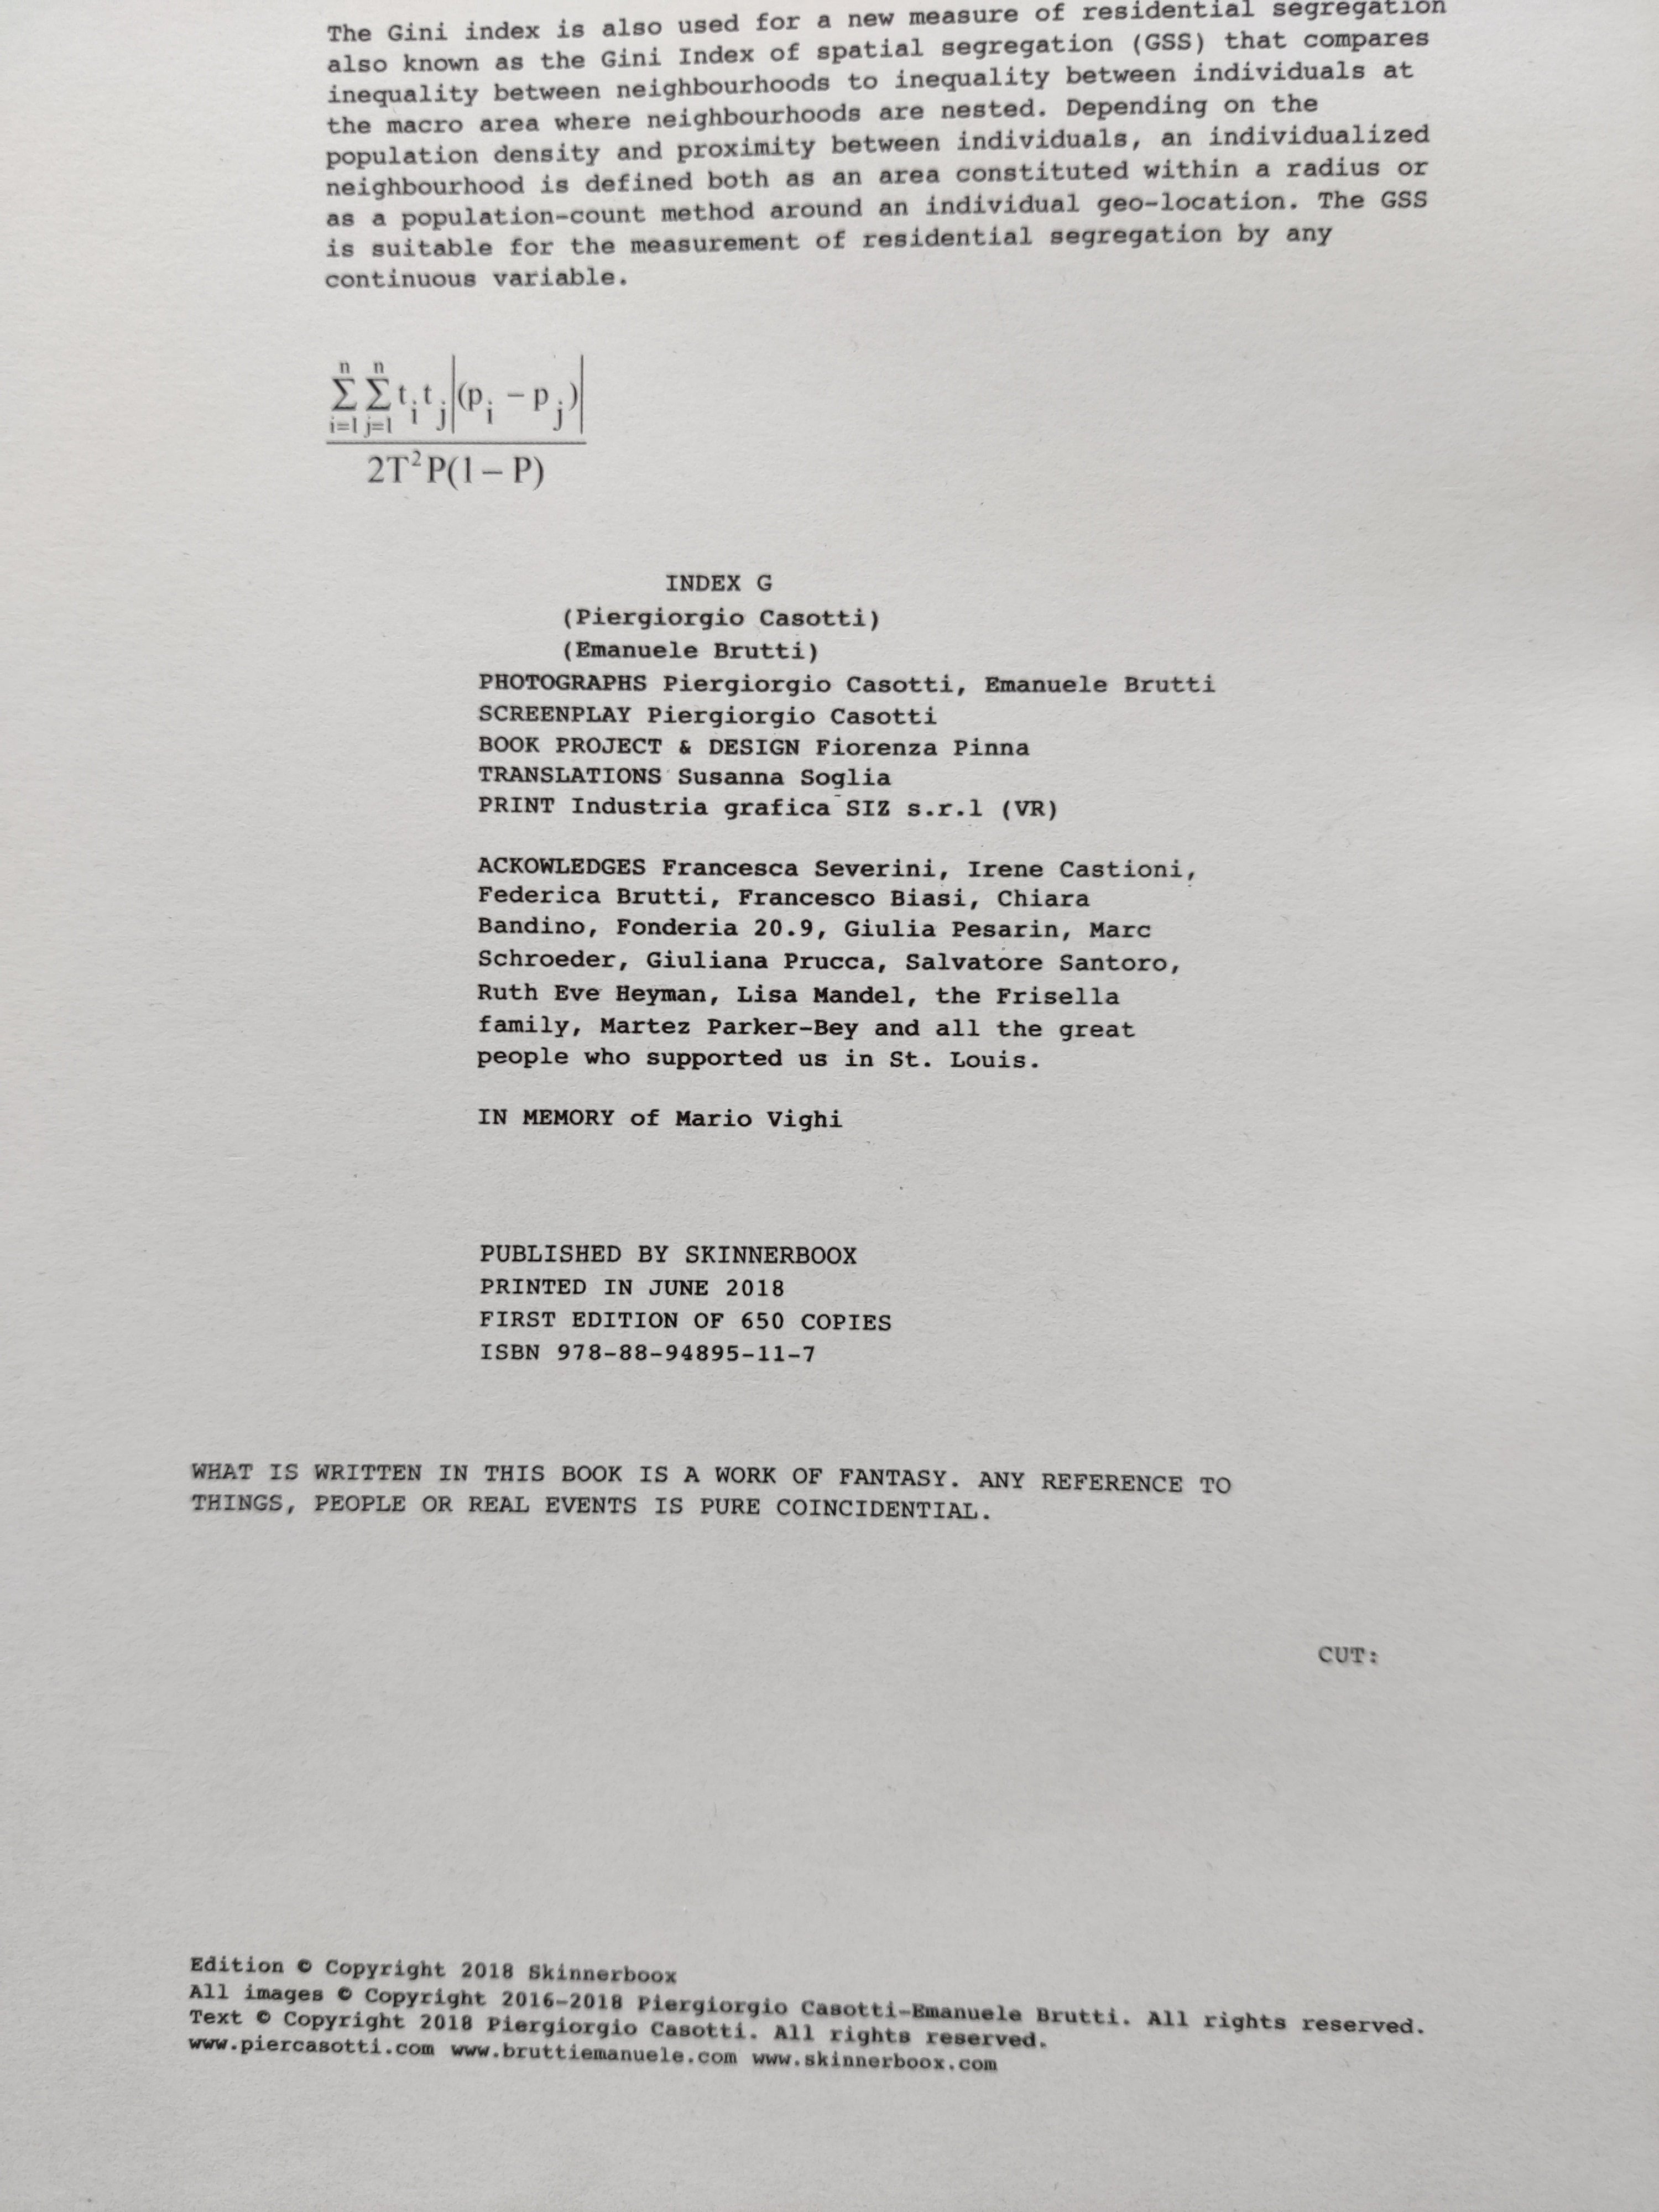 The Gini index is also used for a new measure of residential segregation
also known as the Gini Index of spatial segregation (GSS) that compares
inequality between neighbourhoods to inequality between individuals at
the macro area where neighbourhoods are nested. Depending on the
population density and proximity between individuals, an individualized
neighbourhood is defined both as an area constituted within a radius or
as a population-count method around an individual geo-location. The GSS
is suitable for the measurement of residential segregation by any
continuous variable.
n n
Σ Σ t i t j |(p i − p j )|
i=1 j=1
2T²P(1 − P)
INDEX G
(Piergiorgio Casotti)
(Emanuele Brutti)
PHOTOGRAPHS Piergiorgio Casotti, Emanuele Brutti
SCREENPLAY Piergiorgio Casotti
BOOK PROJECT & DESIGN Fiorenza Pinna
TRANSLATIONS Susanna Soglia
PRINT Industria grafica SIZ s.r.l (VR)
ACKOWLEDGES Francesca Severini, Irene Castioni,
Federica Brutti, Francesco Biasi, Chiara
Bandino, Fonderia 20.9, Giulia Pesarin, Marc
Schroeder, Giuliana Prucca, Salvatore Santoro,
Ruth Eve Heyman, Lisa Mandel, the Frisella
family, Martez Parker-Bey and all the great
people who supported us in St. Louis.
IN MEMORY of Mario Vighi
PUBLISHED BY SKINNERBOOX
PRINTED IN JUNE 2018
FIRST EDITION OF 650 COPIES
ISBN 978-88-94895-11-7
WHAT IS WRITTEN IN THIS BOOK IS A WORK OF FANTASY. ANY REFERENCE TO
THINGS, PEOPLE OR REAL EVENTS IS PURE COINCIDENTIAL.
CUT:
Edition © Copyright 2018 Skinnerboox
All images © Copyright 2016-2018 Piergiorgio Casotti-Emanuele Brutti. All rights reserved.
Text © Copyright 2018 Piergiorgio Casotti. All rights reserved.
www.piercasotti.com www.bruttiemanuele.com www.skinnerboox.com